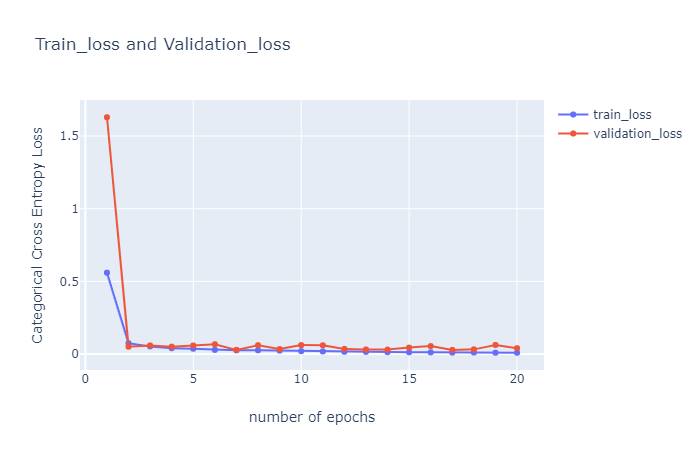 Train_loss and Validation_loss
train_loss
validation_loss
Categorical Cross Entropy Loss
1.5
1
0.5
0
0 5 10 15 20
number of epochs